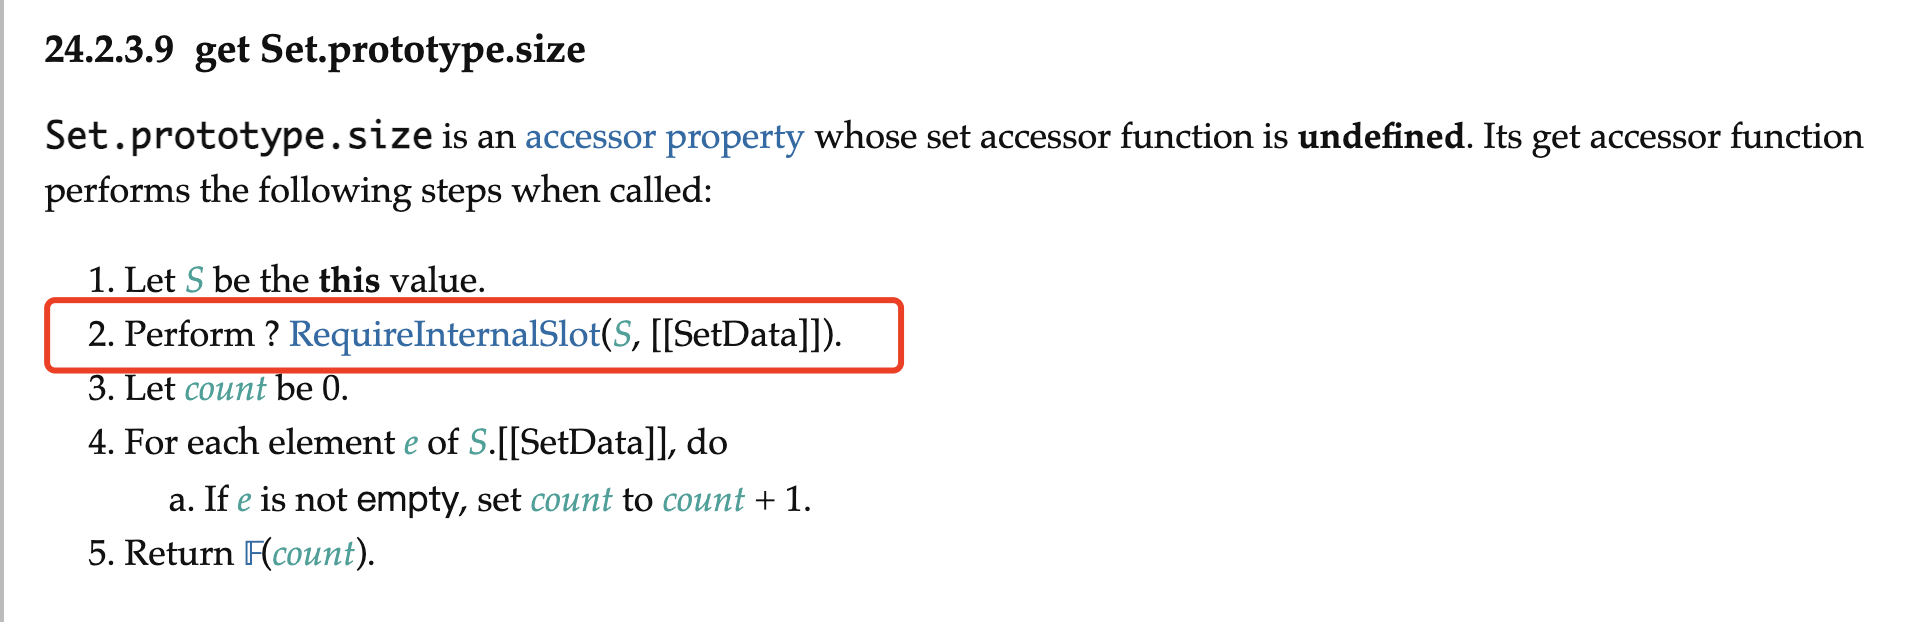 24.2.3.9 get Set.prototype.size
Set.prototype.size is an accessor property whose set accessor function is undefined. Its get accessor function
performs the following steps when called:
1. Let S be the this value.
2. Perform ? RequireInternalSlot(S, [[SetData]]).
3. Let count be 0.
4. For each element e of S.[[SetData]], do
a. If e is not empty, set count to count + 1.
5. Return 𝔽(count).